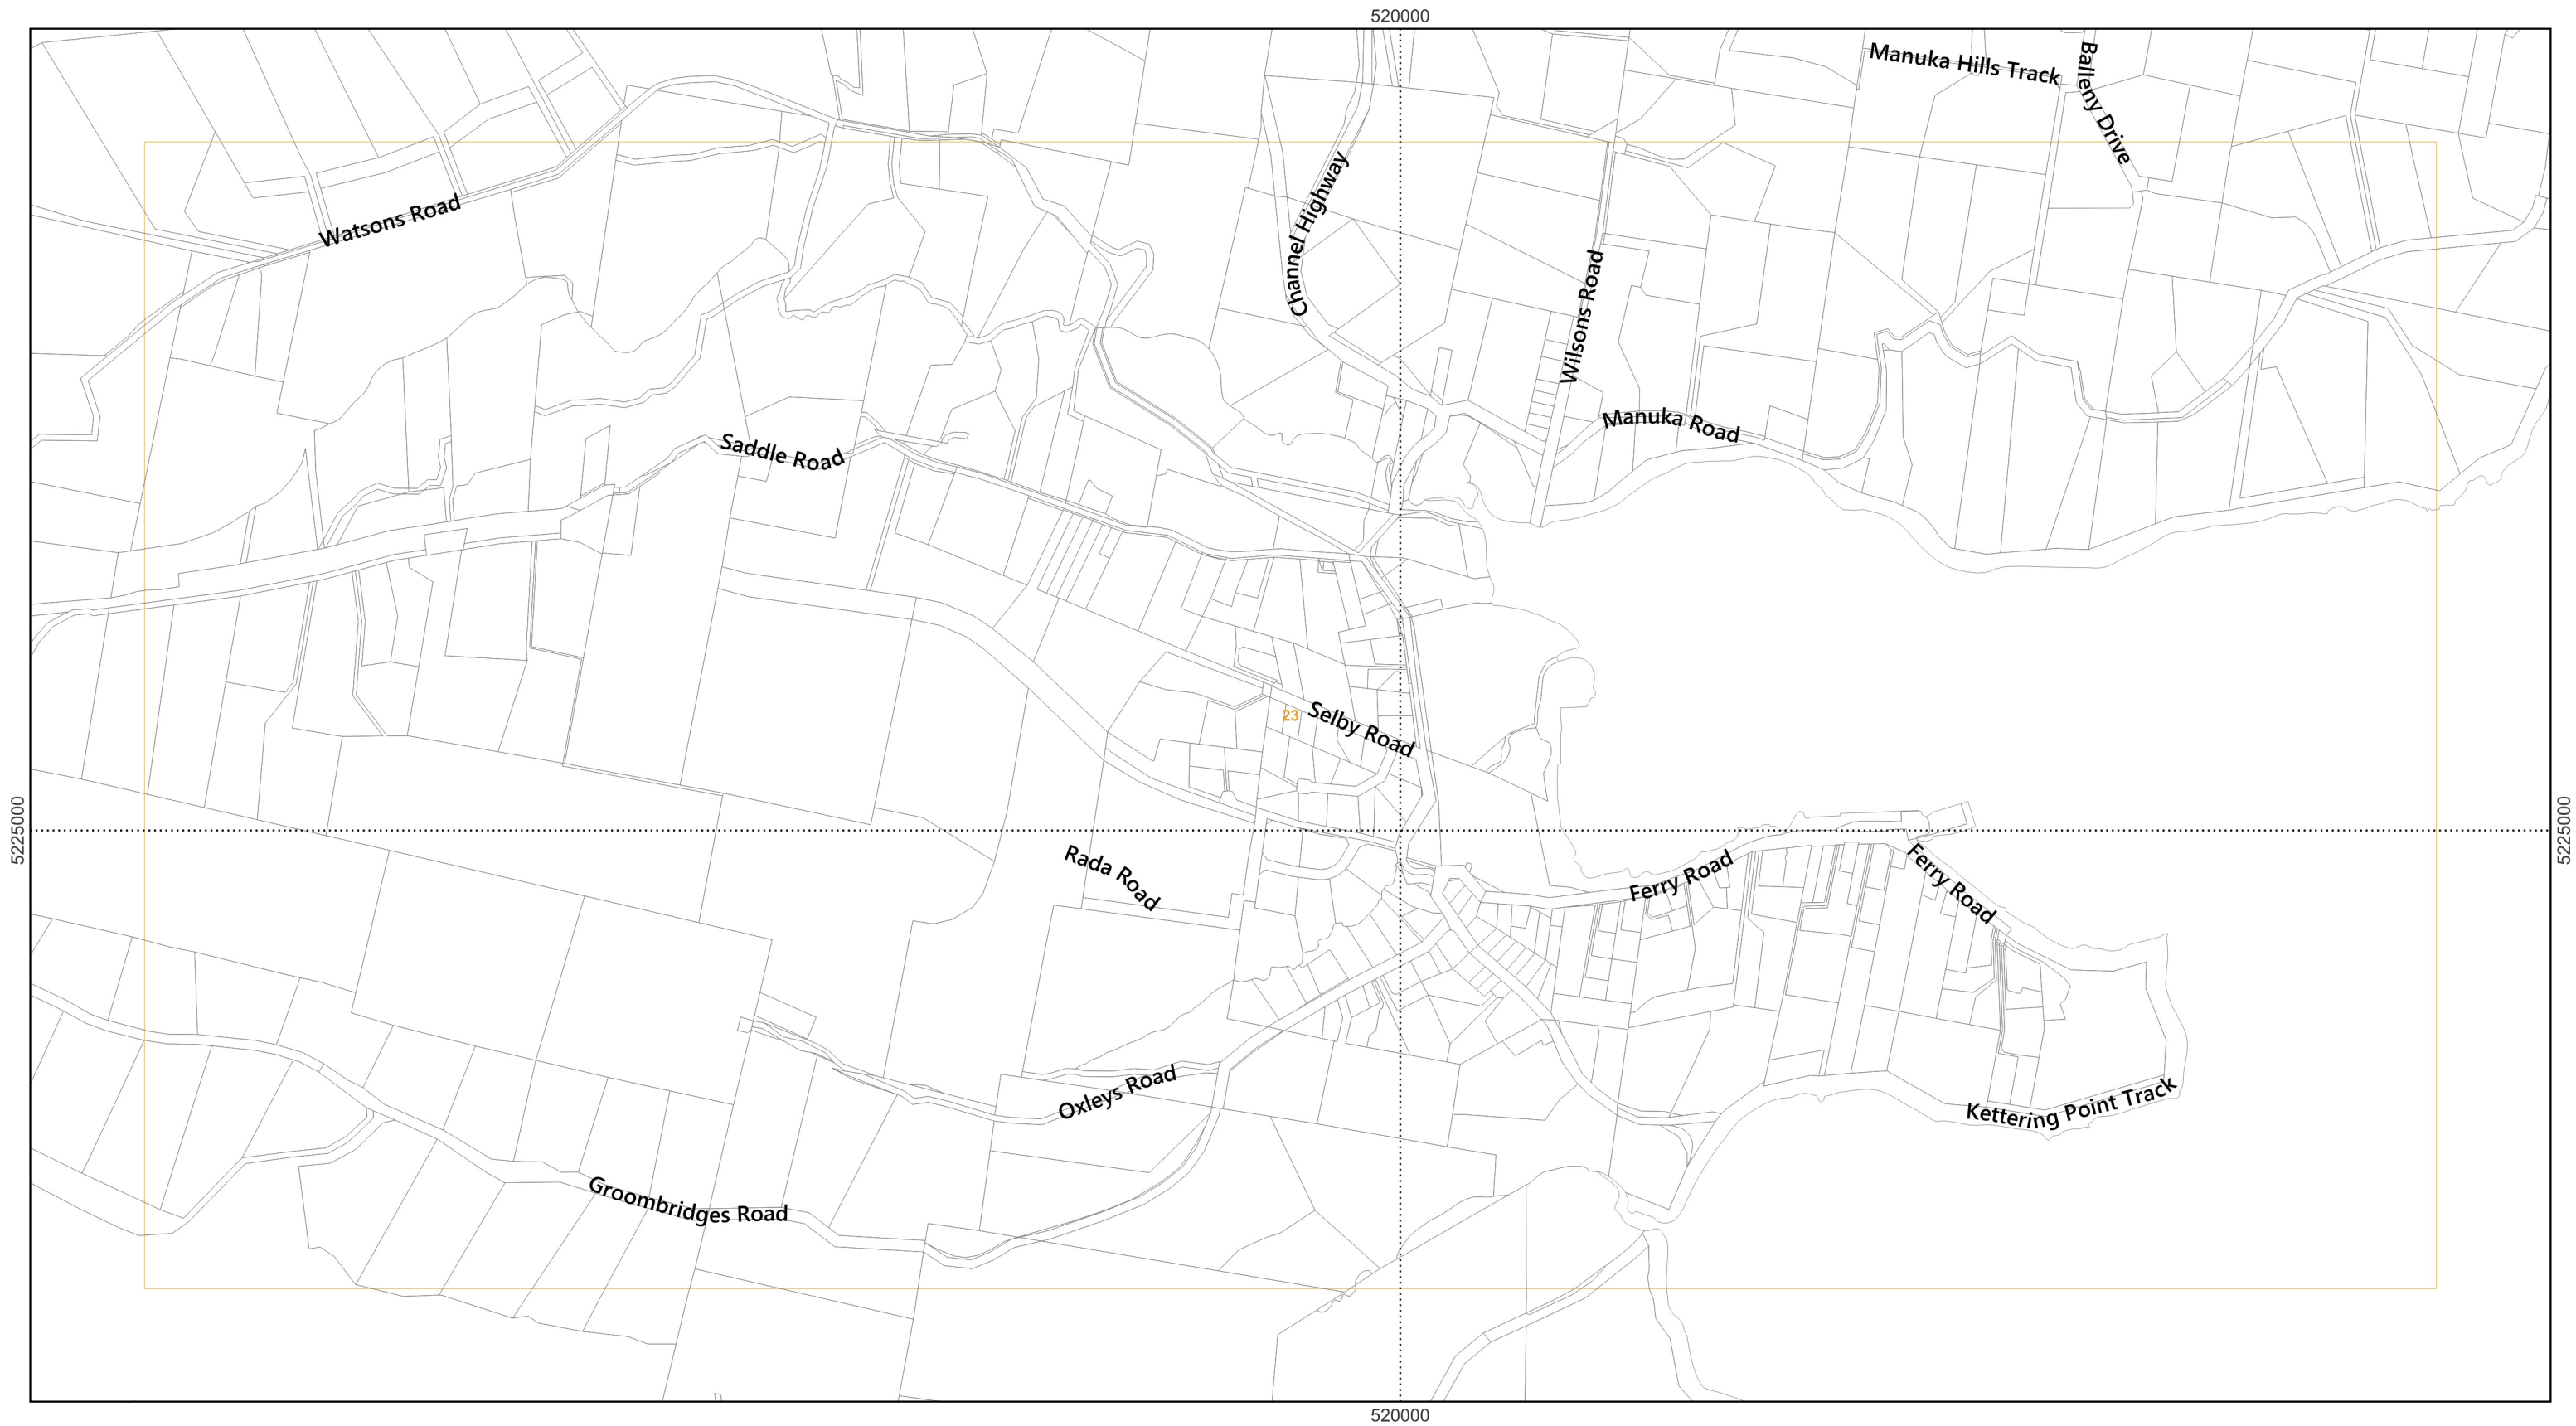 520000
Manuka Hills Track
Balleny Drive
Channel Highway
Watsons Road
Wilsons Road
Manuka Road
Saddle Road
23
Selby Road
5225000
5225000
Rada Road
Ferry Road
Ferry Road
Oxleys Road
Kettering Point Track
Groombridges Road
520000